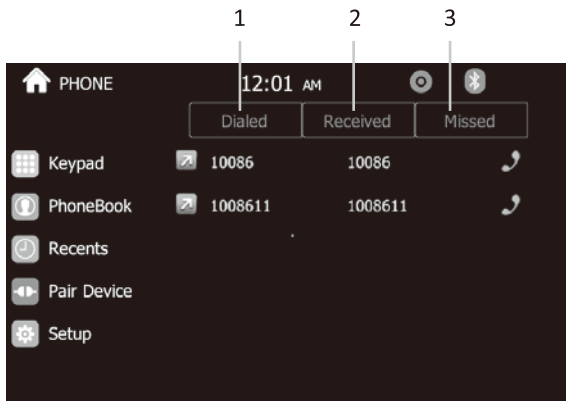 1 2 3
PHONE 12:01 AM
Dialed Received Missed
Keypad 10086 10086
PhoneBook 1008611 1008611
Recents
Pair Device
Setup